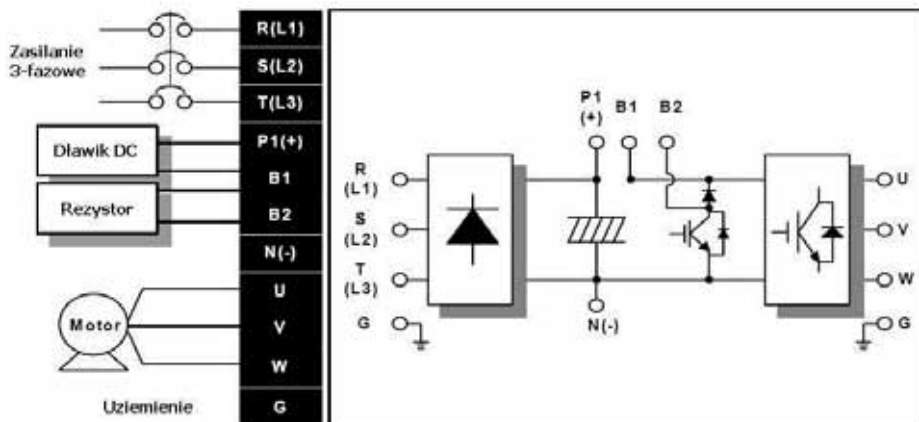 Zasilanie
3-fazowe
R(L1)
S(L2)
T(L3)
Dławik DC
Rezystor
P1(+)
B1
B2
N(-)
Motor
U
V
W
Uziemienie
G
P1
(+)
B1
B2
R
(L1)
S
(L2)
T
(L3)
G
N(-)
U
V
W
G